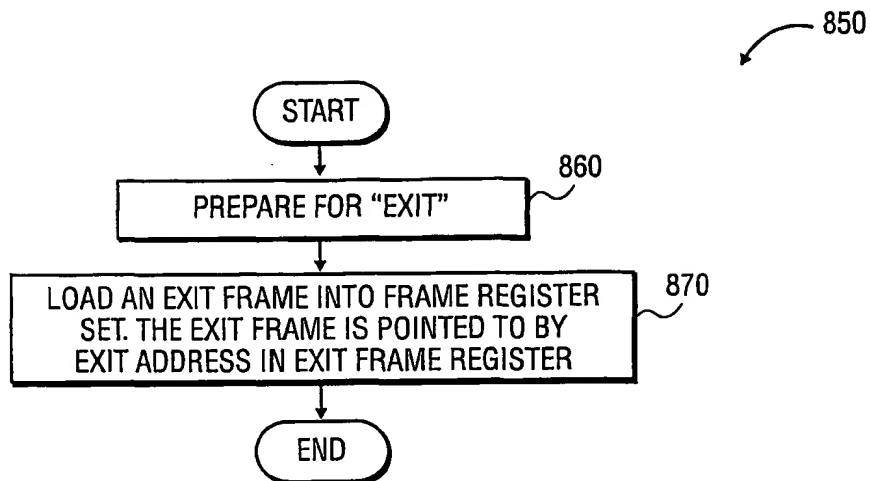 850
START
860
PREPARE FOR “EXIT”
870
LOAD AN EXIT FRAME INTO FRAME REGISTER
SET. THE EXIT FRAME IS POINTED TO BY
EXIT ADDRESS IN EXIT FRAME REGISTER
END